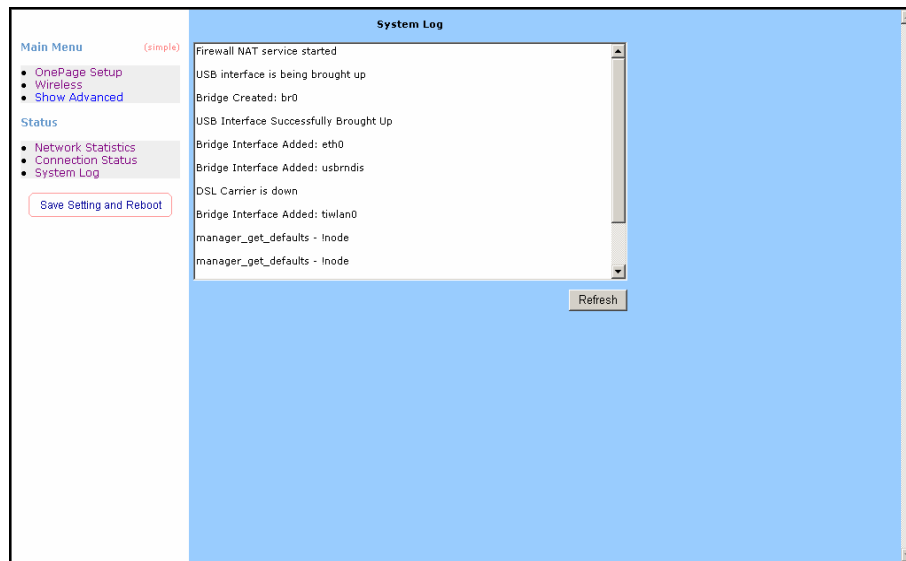 System Log
Main Menu (simple)
OnePage Setup
Wireless
Show Advanced
Status
Network Statistics
Connection Status
System Log
Save Setting and Reboot
Firewall NAT service started
USB interface is being brought up
Bridge Created: br0
USB Interface Successfully Brought Up
Bridge Interface Added: eth0
Bridge Interface Added: usbrndis
DSL Carrier is down
Bridge Interface Added: tiwlan0
manager_get_defaults - !node
manager_get_defaults - !node
Refresh